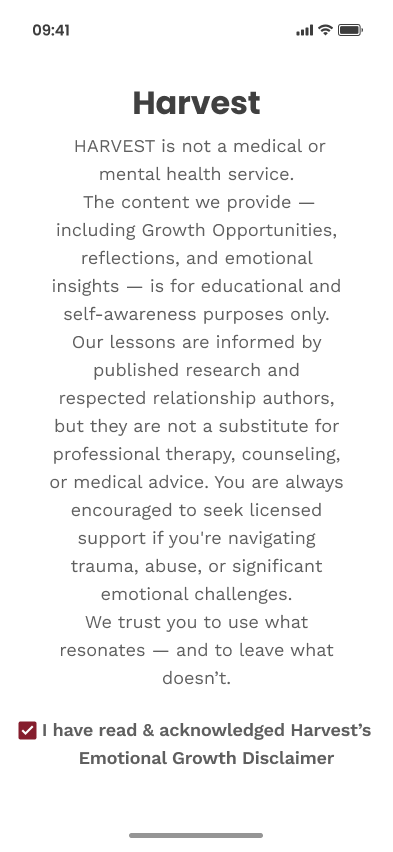 09:41
Harvest
HARVEST is not a medical or
mental health service.
The content we provide —
including Growth Opportunities,
reflections, and emotional
insights — is for educational and
self-awareness purposes only.
Our lessons are informed by
published research and
respected relationship authors,
but they are not a substitute for
professional therapy, counseling,
or medical advice. You are always
encouraged to seek licensed
support if you're navigating
trauma, abuse, or significant
emotional challenges.
We trust you to use what
resonates — and to leave what
doesn’t.
I have read & acknowledged Harvest’s
Emotional Growth Disclaimer